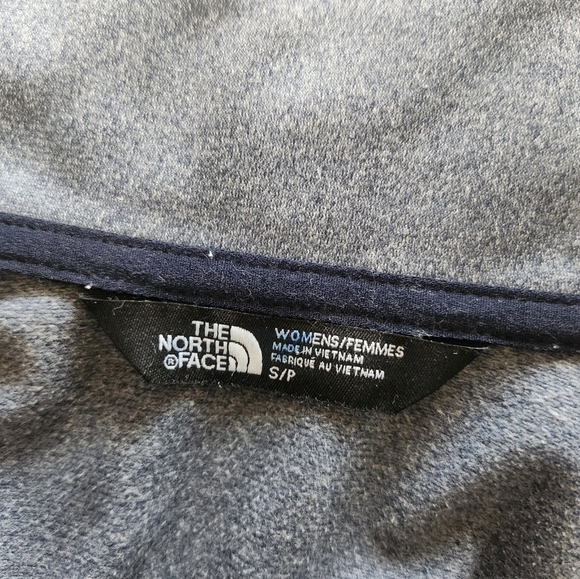 THE
NORTH
®FACE
WOMENS/FEMMES
MADE IN VIETNAM
FABRIQUÉ AU VIETNAM
S/P